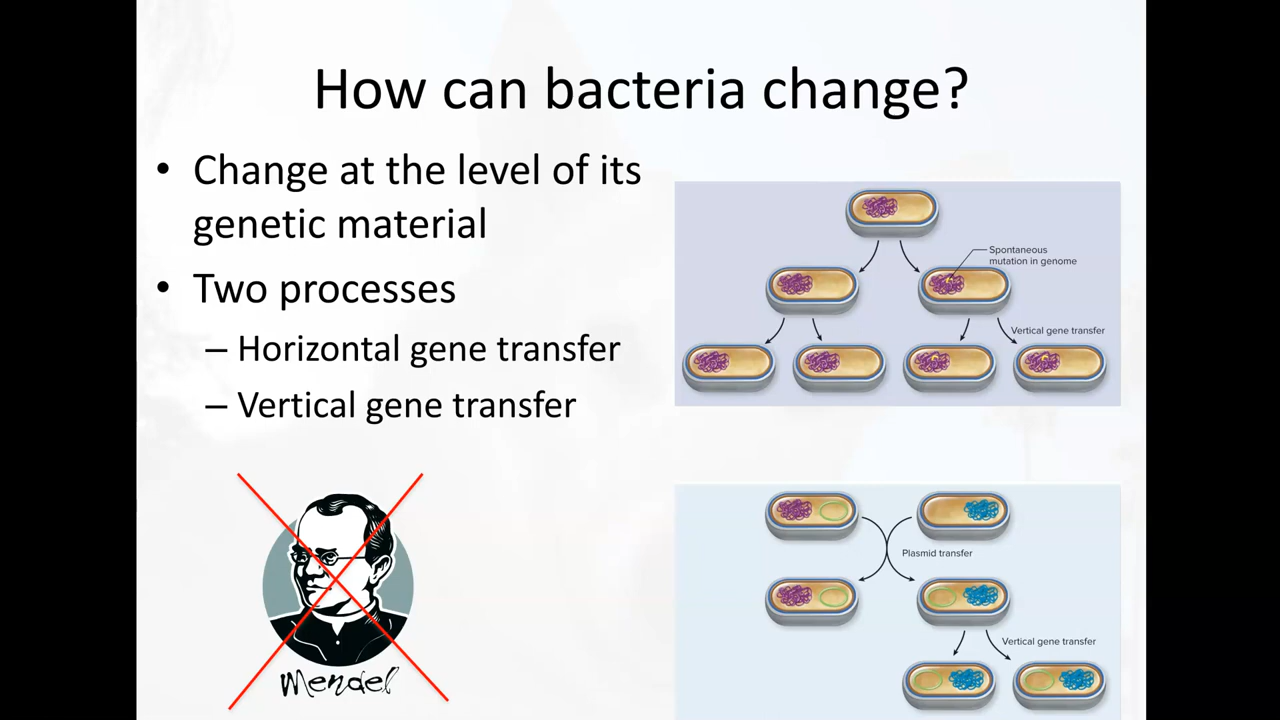 How can bacteria change?
• Change at the level of its
genetic material
• Two processes
– Horizontal gene transfer
– Vertical gene transfer
Spontaneous
mutation in genome
Vertical gene transfer
Plasmid transfer
Vertical gene transfer
Mendel